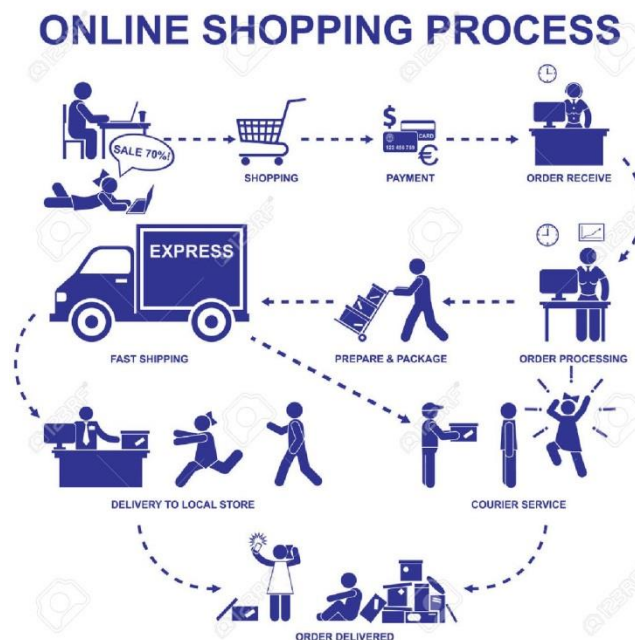 ONLINE SHOPPING PROCESS
SALE 70%!
SHOPPING
$
CARD
€
PAYMENT
ORDER RECEIVE
EXPRESS
FAST SHIPPING
PREPARE & PACKAGE
ORDER PROCESSING
DELIVERY TO LOCAL STORE
COURIER SERVICE
ORDER DELIVERED